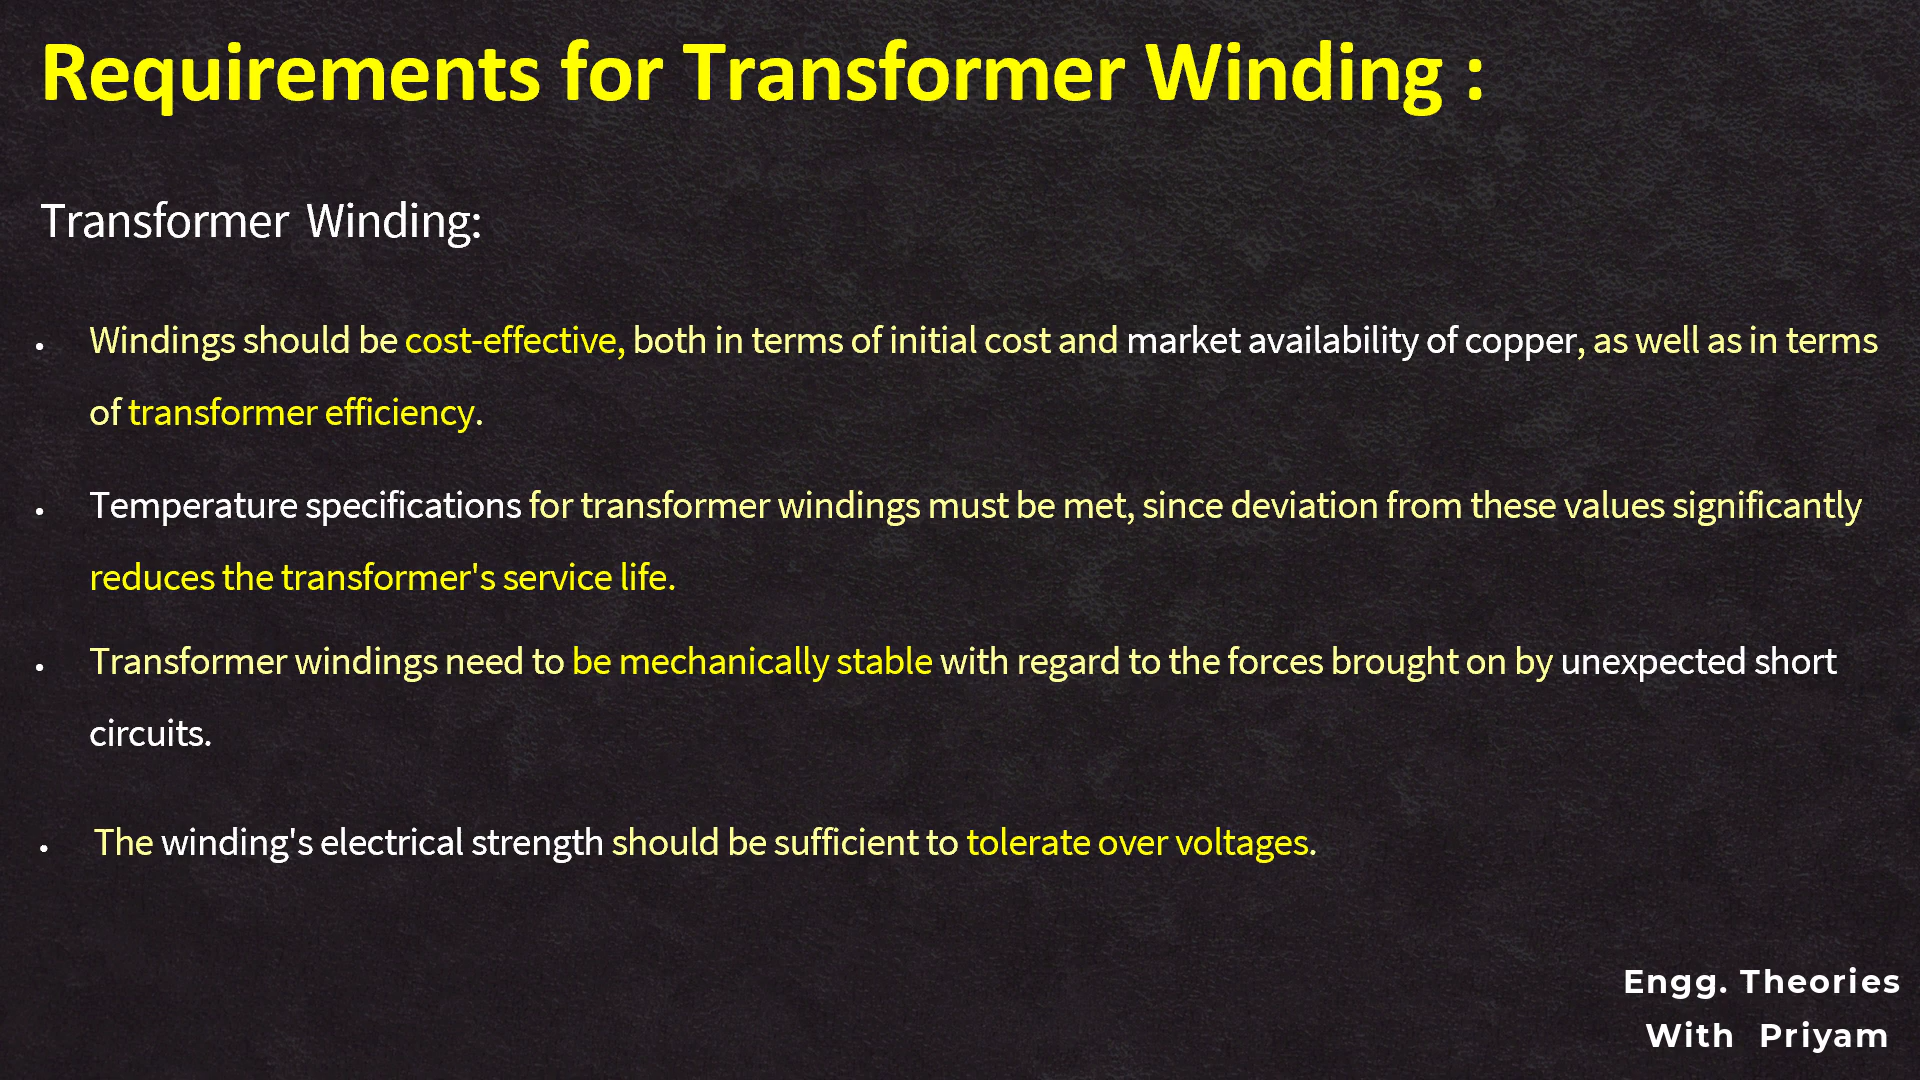 Requirements for Transformer Winding :
Transformer Winding:
• Windings should be cost-effective, both in terms of initial cost and market availability of copper, as well as in terms
of transformer efficiency.
• Temperature specifications for transformer windings must be met, since deviation from these values significantly
reduces the transformer's service life.
• Transformer windings need to be mechanically stable with regard to the forces brought on by unexpected short
circuits.
• The winding's electrical strength should be sufficient to tolerate over voltages.
Engg. Theories
With Priyam